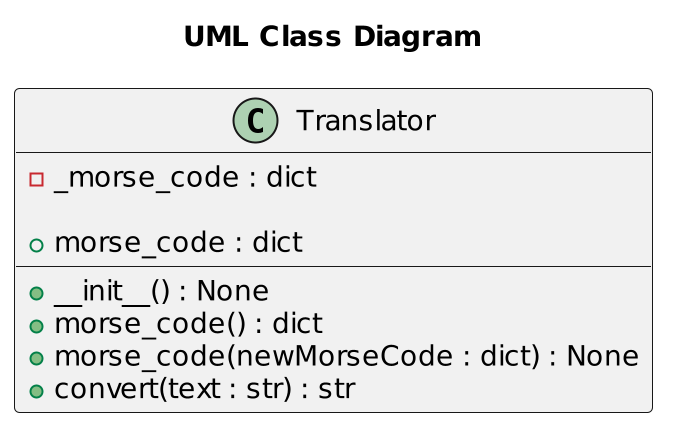 UML Class Diagram
C Translator
_morse_code : dict
morse_code : dict
__init__() : None
morse_code() : dict
morse_code(newMorseCode : dict) : None
convert(text : str) : str